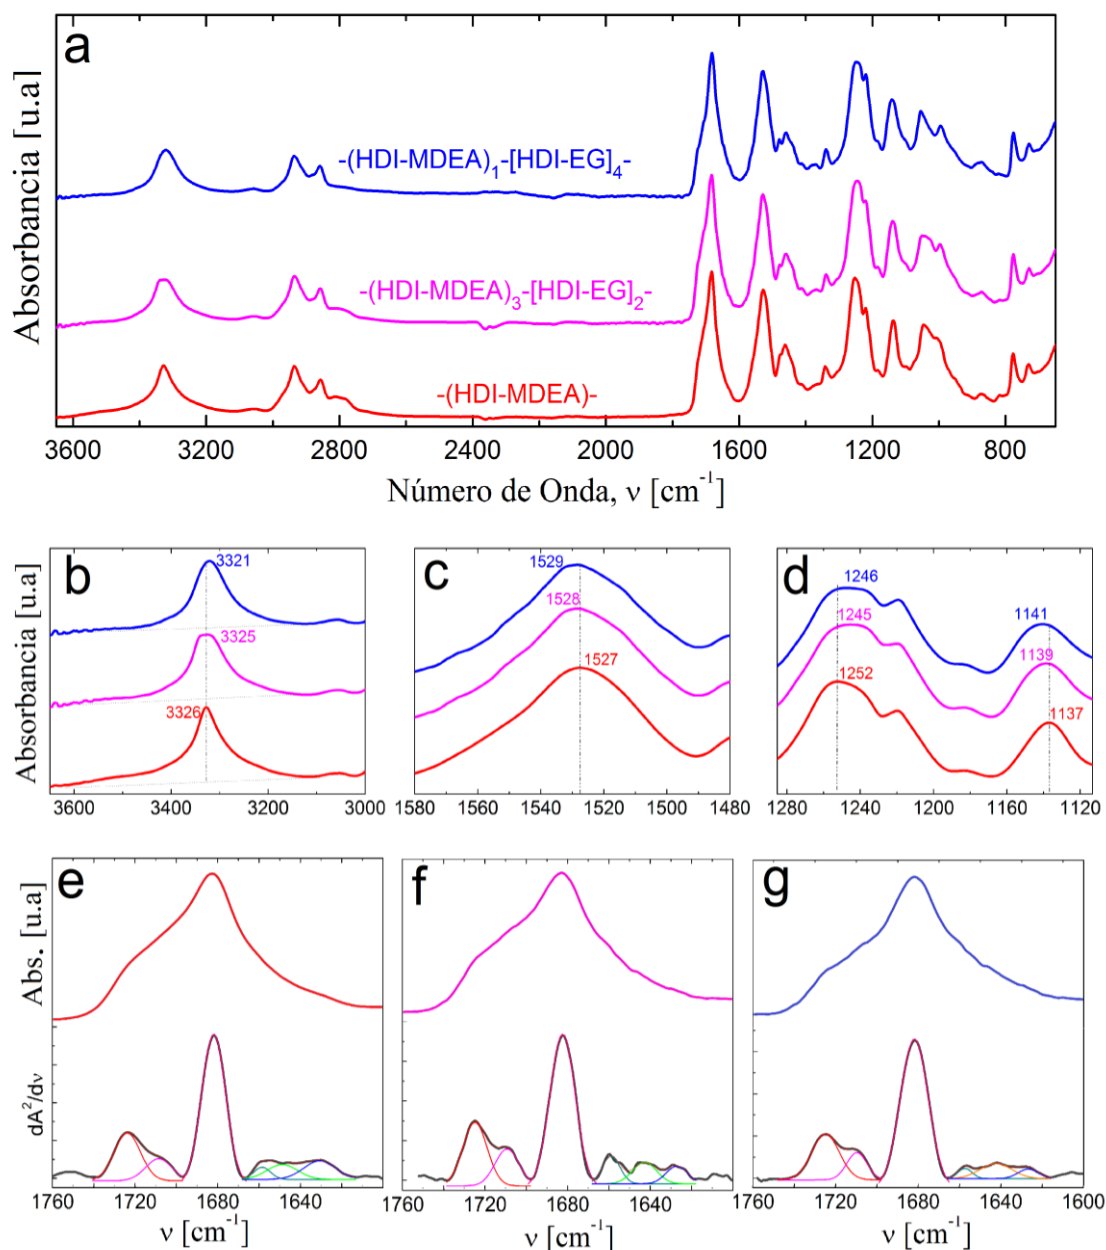 a
Absorbancia [u.a]
-(HDI-MDEA)1-[HDI-EG]4-
-(HDI-MDEA)3-[HDI-EG]2-
-(HDI-MDEA)-
3600 3200 2800 2400 2000 1600 1200 800
Número de Onda, ν [cm-1]
b
Absorbancia [u.a]
3321
3325
3326
3600 3400 3200 3000
c
1529
1528
1527
1580 1560 1540 1520 1500 1480
d
1246
1245
1252
1141
1139
1137
1280 1240 1200 1160 1120
e
Abs. [u.a]
dA2/dν
1760 1720 1680 1640
ν [cm-1]
f
1760 1720 1680 1640
ν [cm-1]
g
1760 1720 1680 1640 1600
ν [cm-1]